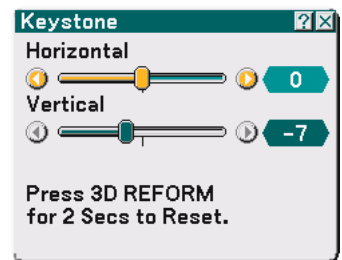 Keystone
Horizontal
0
Vertical
-7
Press 3D REFORM
for 2 Secs to Reset.